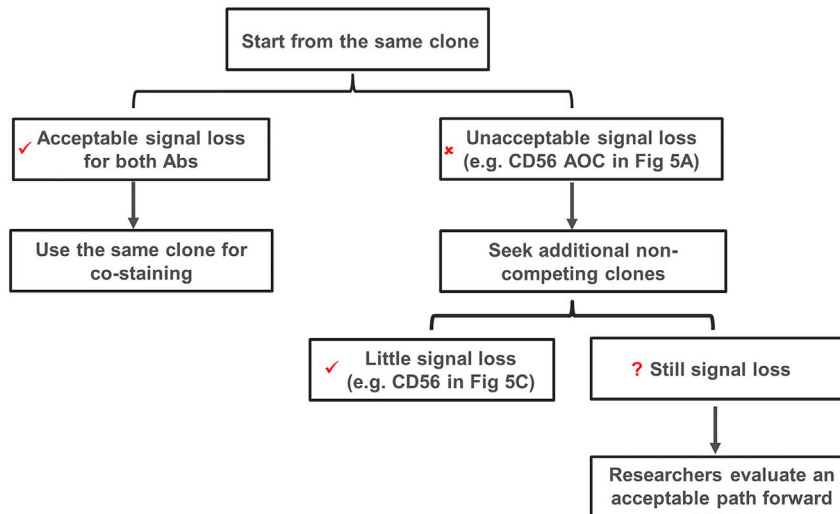 Start from the same clone
✓ Acceptable signal loss
for both Abs
✘ Unacceptable signal loss
(e.g. CD56 AOC in Fig 5A)
Use the same clone for
co-staining
Seek additional non-
competing clones
✓ Little signal loss
(e.g. CD56 in Fig 5C)
? Still signal loss
Researchers evaluate an
acceptable path forward